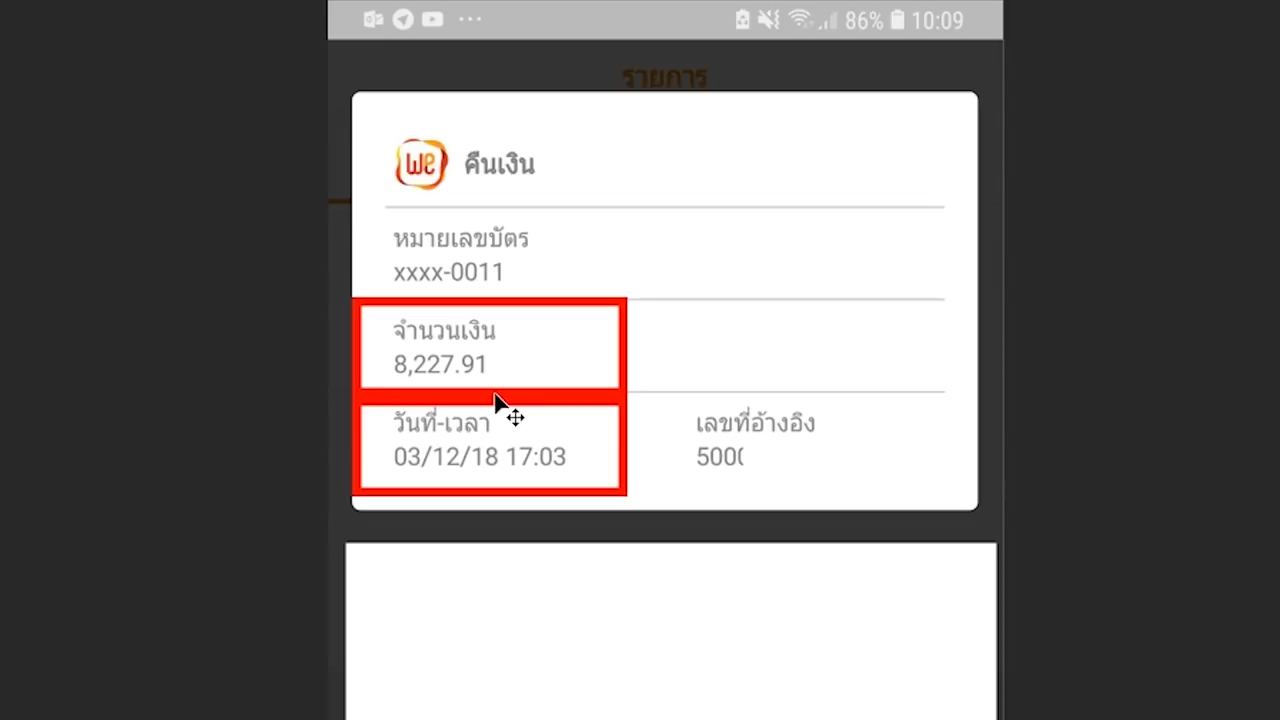 86% 10:09
รายการ
we คืนเงิน
หมายเลขบัตร
xxxx-0011
จำนวนเงิน
8,227.91
วันที่-เวลา
03/12/18 17:03
เลขที่อ้างอิง
500